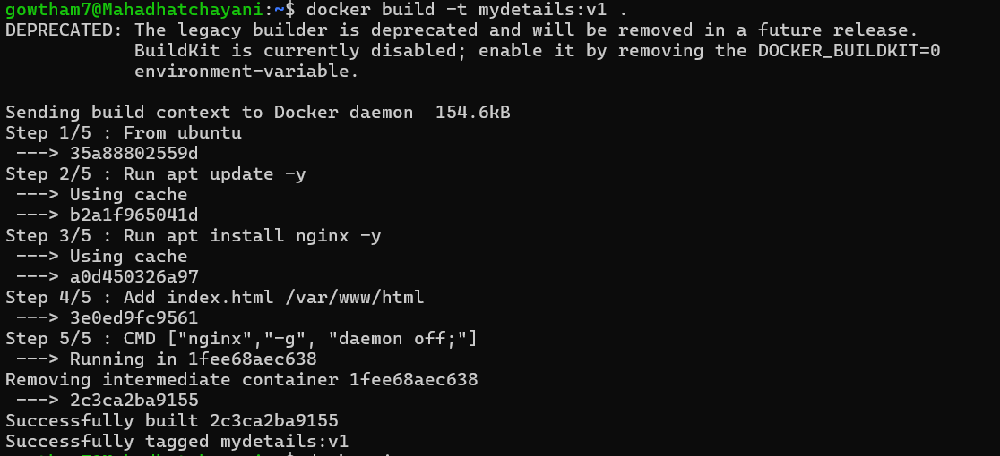 gowtham7@Mahadhatchayani:~$ docker build -t mydetails:v1 .
DEPRECATED: The legacy builder is deprecated and will be removed in a future release.
            BuildKit is currently disabled; enable it by removing the DOCKER_BUILDKIT=0
            environment-variable.

Sending build context to Docker daemon  154.6kB
Step 1/5 : From ubuntu
 ---> 35a88802559d
Step 2/5 : Run apt update -y
 ---> Using cache
 ---> b2a1f965041d
Step 3/5 : Run apt install nginx -y
 ---> Using cache
 ---> a0d450326a97
Step 4/5 : Add index.html /var/www/html
 ---> 3e0ed9fc9561
Step 5/5 : CMD ["nginx","-g", "daemon off;"]
 ---> Running in 1fee68aec638
Removing intermediate container 1fee68aec638
 ---> 2c3ca2ba9155
Successfully built 2c3ca2ba9155
Successfully tagged mydetails:v1